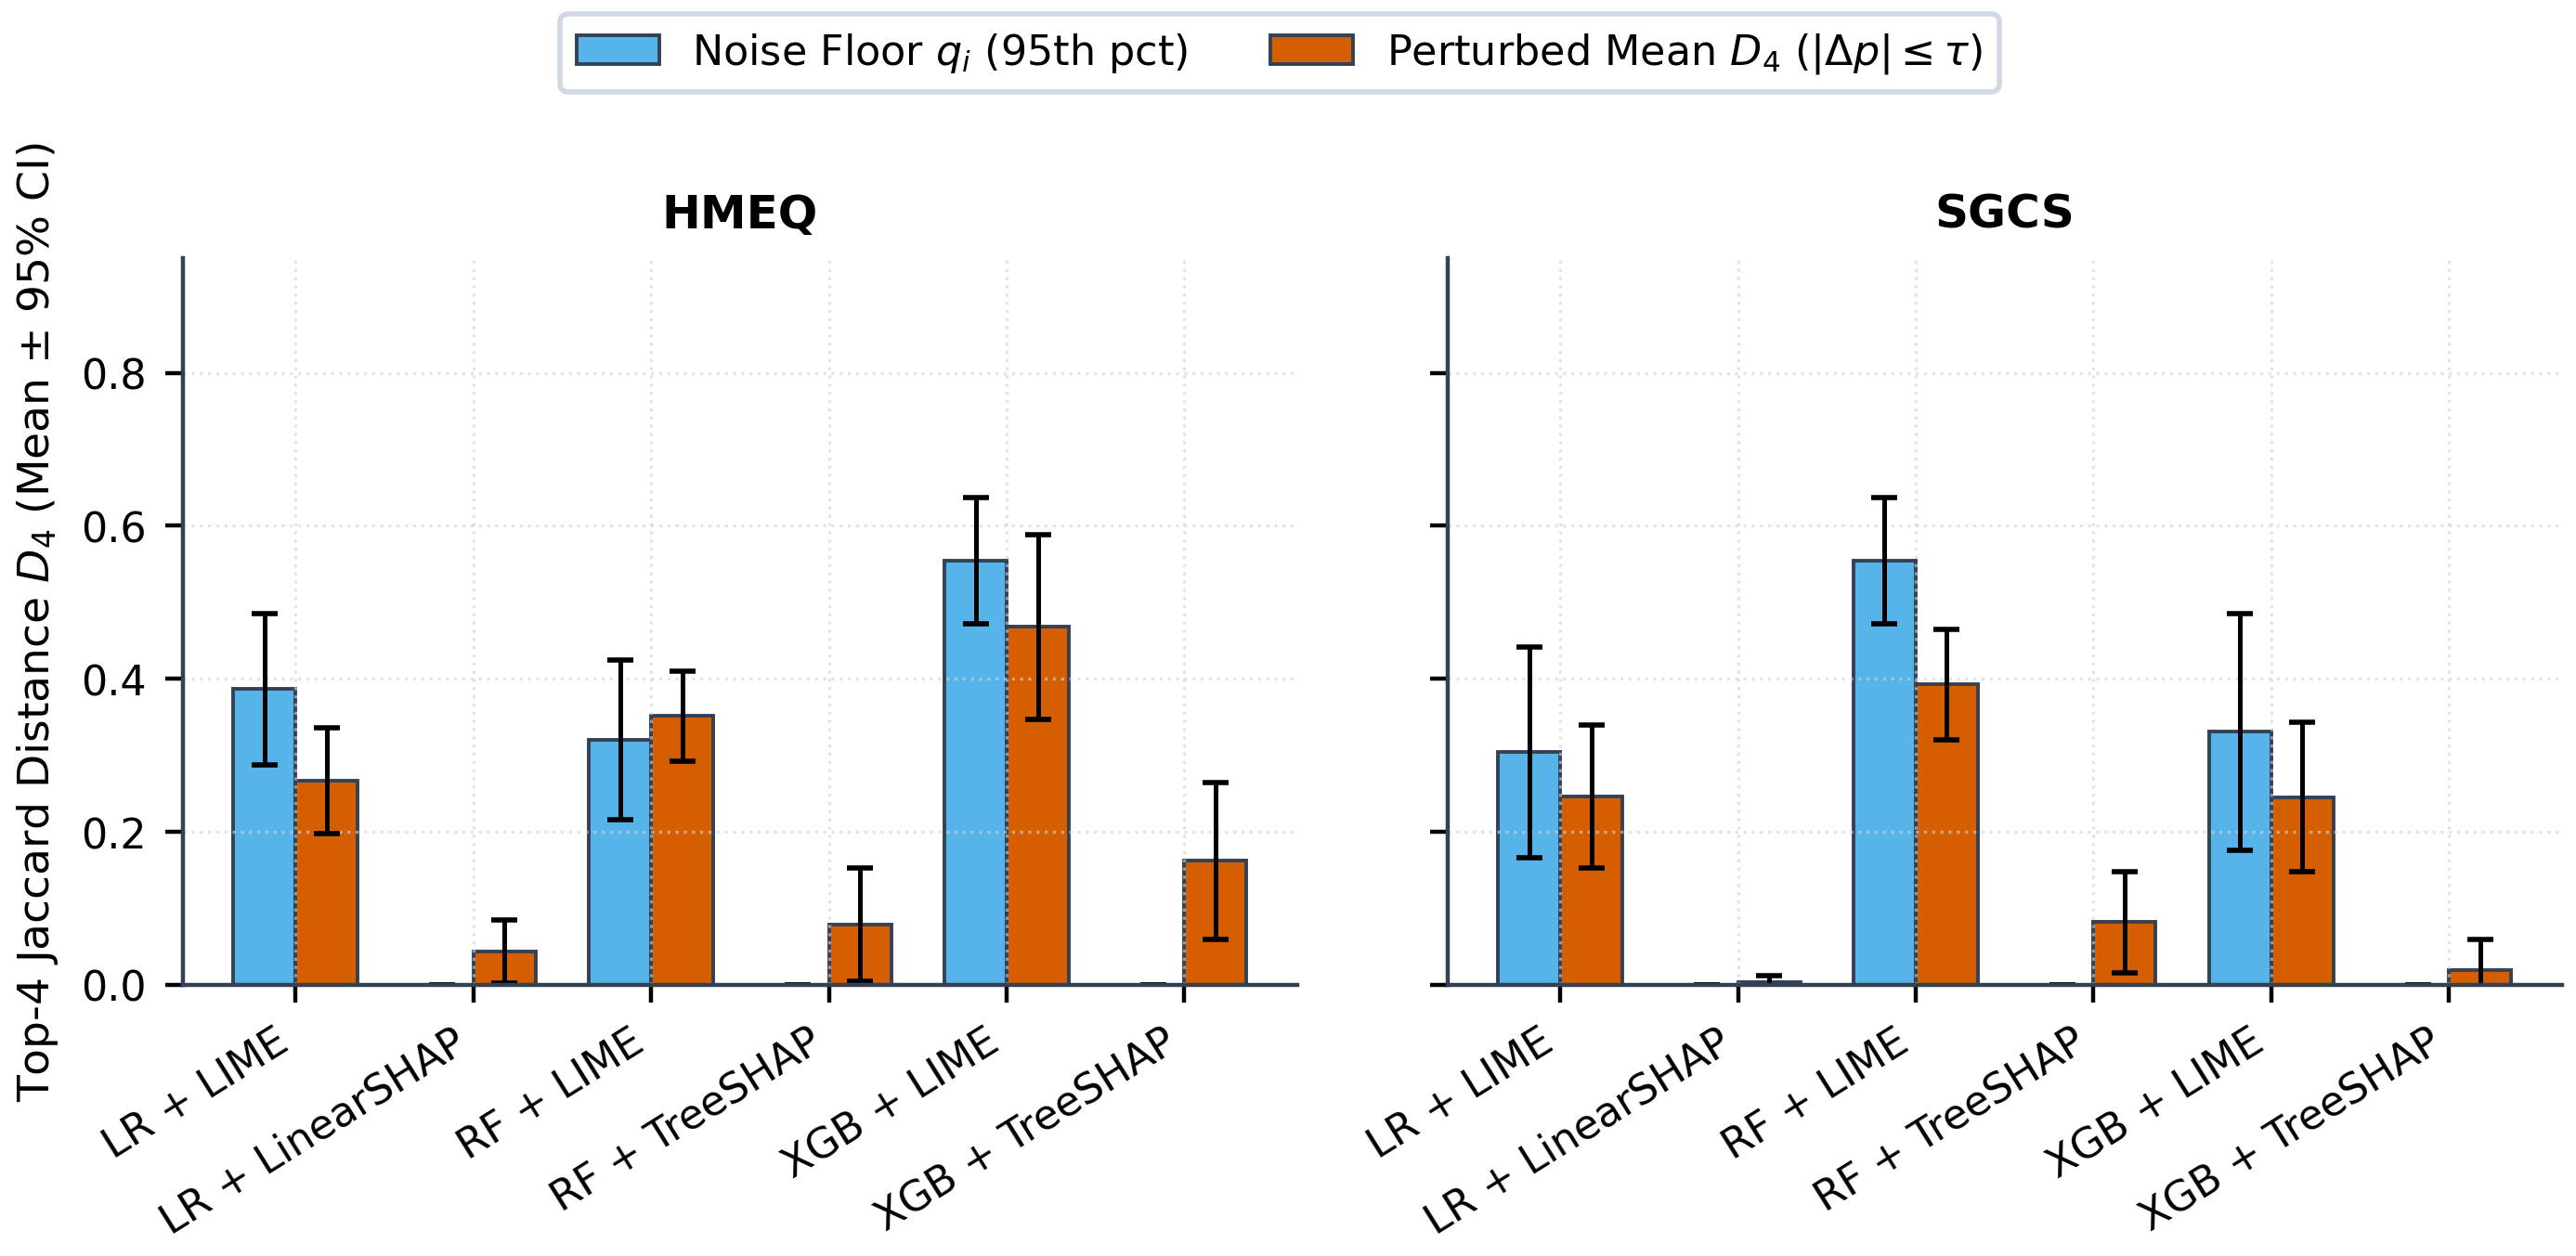 Noise Floor qᵢ (95th pct)
Perturbed Mean D₄ (|Δp| ≤ τ)
Top-4 Jaccard Distance D₄ (Mean ± 95% CI)
HMEQ
0.8
0.6
0.4
0.2
0.0
LR + LIME
LR + LinearSHAP
RF + LIME
RF + TreeSHAP
XGB + LIME
XGB + TreeSHAP
SGCS
LR + LIME
LR + LinearSHAP
RF + LIME
RF + TreeSHAP
XGB + LIME
XGB + TreeSHAP